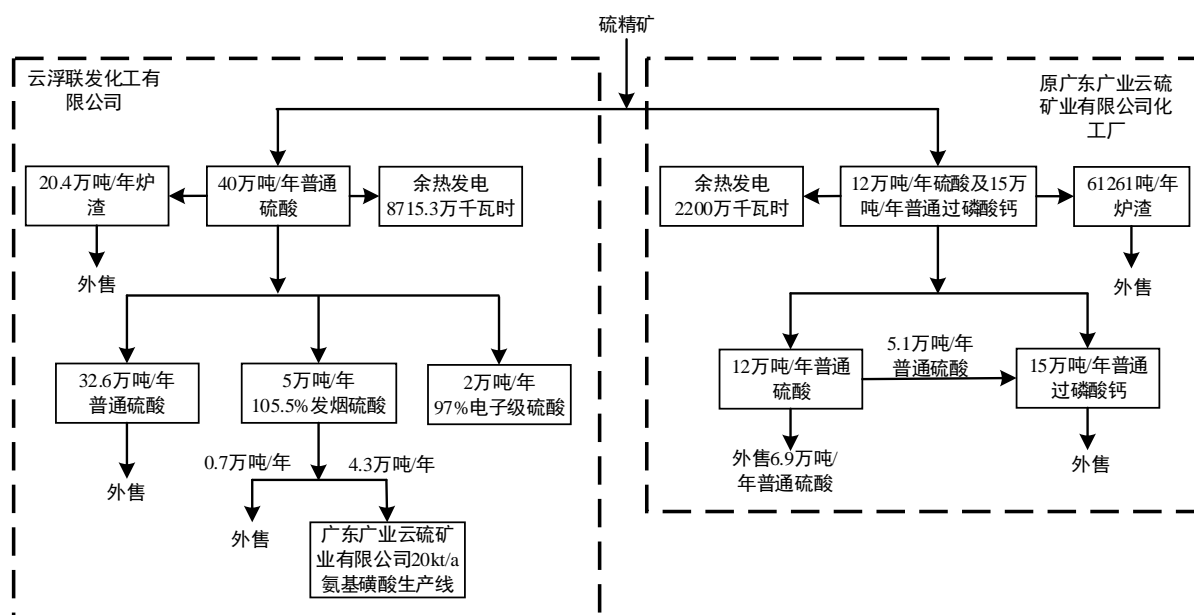 硫精矿
云浮联发化工有
限公司
原广东广业云硫
矿业有限公司化
工厂
20.4万吨/年炉
渣
40万吨/年普通
硫酸
余热发电
8715.3万千瓦时
余热发电
2200万千瓦时
12万吨/年硫酸及15万
吨/年普通过磷酸钙
61261吨/年
炉渣
外售
外售
32.6万吨/年
普通硫酸
5万吨/年
105.5%发烟硫酸
2万吨/年
97%电子级硫酸
12万吨/年普通
硫酸
5.1万吨/年
普通硫酸
15万吨/年普通
过磷酸钙
外售
0.7万吨/年
4.3万吨/年
外售
广东广业云硫矿
业有限公司20kt/a
氨基磺酸生产线
外售6.9万吨/
年普通硫酸
外售